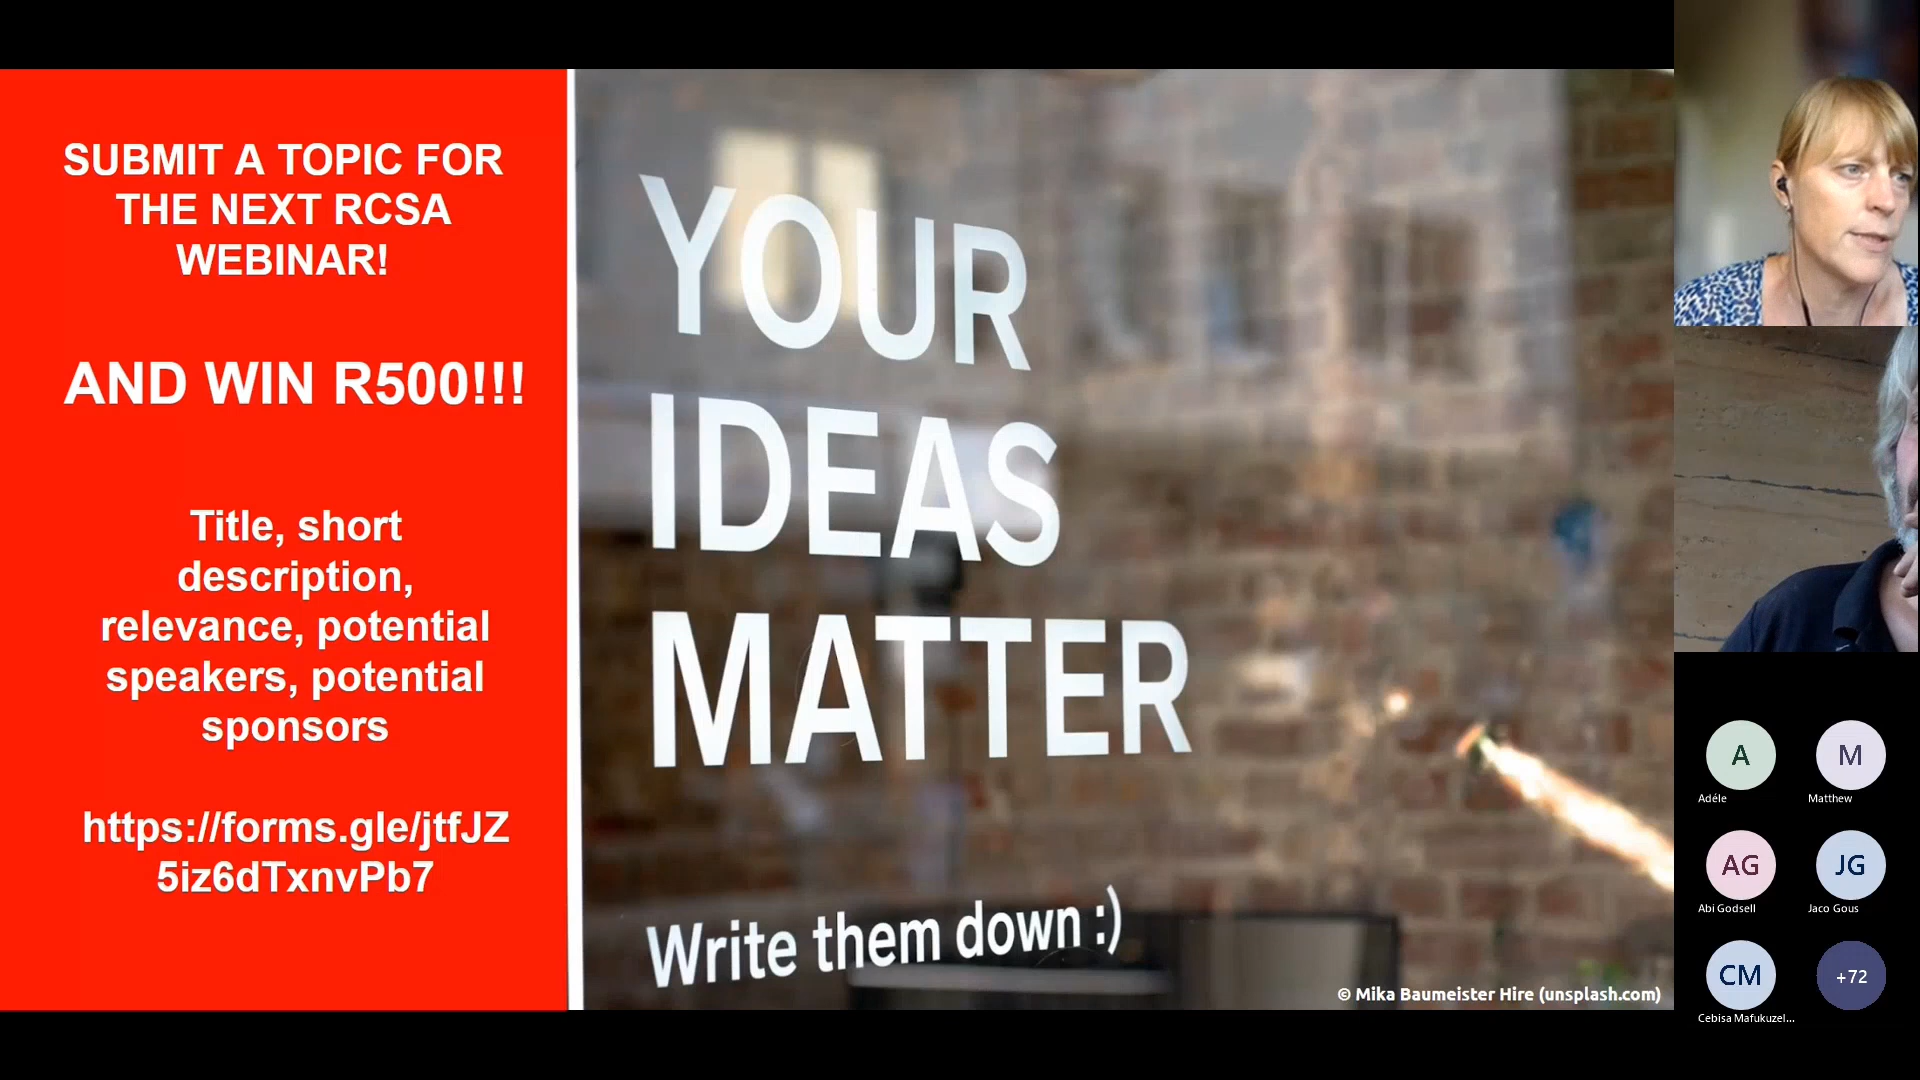 SUBMIT A TOPIC FOR
THE NEXT RCSA
WEBINAR!
AND WIN R500!!!
Title, short
description,
relevance, potential
speakers, potential
sponsors
https://forms.gle/jtfJZ
5iz6dTxnvPb7
YOUR
IDEAS
MATTER
Write them down :)
© Mika Baumeister Hire (unsplash.com)
A
Adéle
M
Matthew
AG
Abi Godsell
JG
Jaco Gous
CM
Cebisa Mafukuzel...
+72